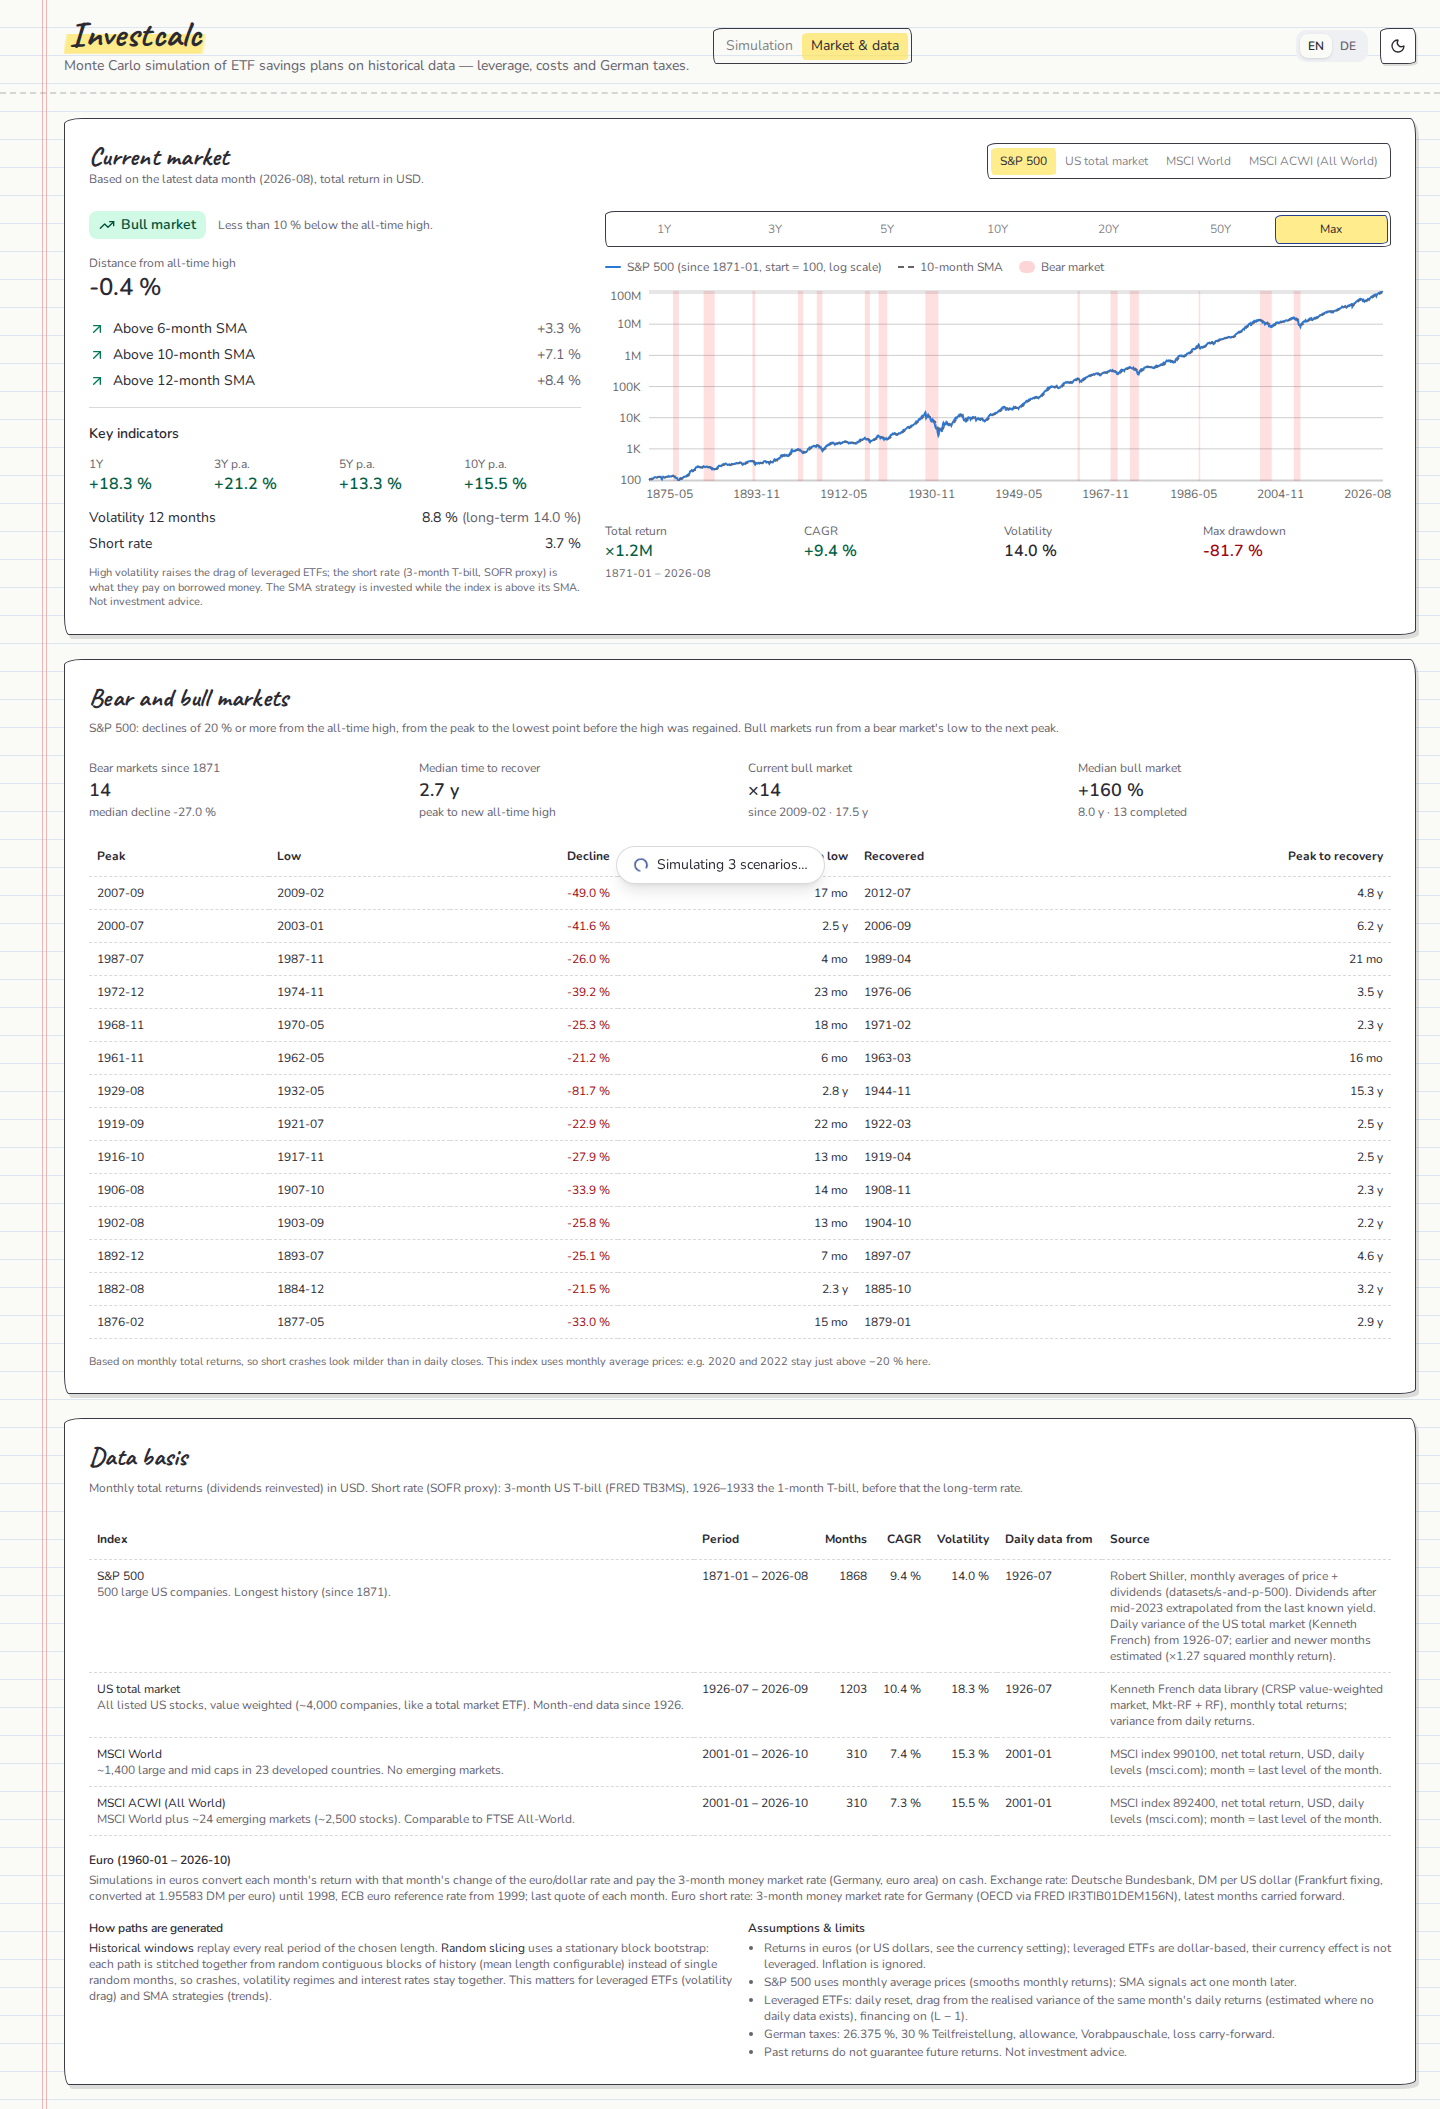 Investcalc
Monte Carlo simulation of ETF savings plans on historical data — leverage, costs and German taxes.
Simulation Market & data
EN DE
Current market
Based on the latest data month (2026-08), total return in USD.
S&P 500 US total market MSCI World MSCI ACWI (All World)
Bull market Less than 10 % below the all-time high.
Distance from all-time high
-0.4 %
Above 6-month SMA +3.3 %
Above 10-month SMA +7.1 %
Above 12-month SMA +8.4 %
Key indicators
1Y 3Y p.a. 5Y p.a. 10Y p.a.
+18.3 % +21.2 % +13.3 % +15.5 %
Volatility 12 months 8.8 % (long-term 14.0 %)
Short rate 3.7 %
High volatility raises the drag of leveraged ETFs; the short rate (3-month T-bill, SOFR proxy) is
what they pay on borrowed money. The SMA strategy is invested while the index is above its SMA.
Not investment advice.
1Y 3Y 5Y 10Y 20Y 50Y Max
S&P 500 (since 1871-01, start = 100, log scale) 10-month SMA Bear market
100M
10M
1M
100K
10K
1K
100
1875-05 1893-11 1912-05 1930-11 1949-05 1967-11 1986-05 2004-11 2026-08
Total return CAGR Volatility Max drawdown
×1.2M +9.4 % 14.0 % -81.7 %
1871-01 – 2026-08
Bear and bull markets
S&P 500: declines of 20 % or more from the all-time high, from the peak to the lowest point before the high was regained. Bull markets run from a bear market's low to the next peak.
Bear markets since 1871 Median time to recover Current bull market Median bull market
14 2.7 y ×14 +160 %
median decline -27.0 % peak to new all-time high since 2009-02 · 17.5 y 8.0 y · 13 completed
Peak Low Decline low Recovered Peak to recovery
Simulating 3 scenarios…
2007-09 2009-02 -49.0 % 17 mo 2012-07 4.8 y
2000-07 2003-01 -41.6 % 2.5 y 2006-09 6.2 y
1987-07 1987-11 -26.0 % 4 mo 1989-04 21 mo
1972-12 1974-11 -39.2 % 23 mo 1976-06 3.5 y
1968-11 1970-05 -25.3 % 18 mo 1971-02 2.3 y
1961-11 1962-05 -21.2 % 6 mo 1963-03 16 mo
1929-08 1932-05 -81.7 % 2.8 y 1944-11 15.3 y
1919-09 1921-07 -22.9 % 22 mo 1922-03 2.5 y
1916-10 1917-11 -27.9 % 13 mo 1919-04 2.5 y
1906-08 1907-10 -33.9 % 14 mo 1908-11 2.3 y
1902-08 1903-09 -25.8 % 13 mo 1904-10 2.2 y
1892-12 1893-07 -25.1 % 7 mo 1897-07 4.6 y
1882-08 1884-12 -21.5 % 2.3 y 1885-10 3.2 y
1876-02 1877-05 -33.0 % 15 mo 1879-01 2.9 y
Based on monthly total returns, so short crashes look milder than in daily closes. This index uses monthly average prices: e.g. 2020 and 2022 stay just above −20 % here.
Data basis
Monthly total returns (dividends reinvested) in USD. Short rate (SOFR proxy): 3-month US T-bill (FRED TB3MS), 1926–1933 the 1-month T-bill, before that the long-term rate.
Index Period Months CAGR Volatility Daily data from Source
S&P 500 1871-01 – 2026-08 1868 9.4 % 14.0 % 1926-07 Robert Shiller, monthly averages of price +
500 large US companies. Longest history (since 1871). dividends (datasets/s-and-p-500). Dividends after
mid-2023 extrapolated from the last known yield.
Daily variance of the US total market (Kenneth
French) from 1926-07; earlier and newer months
estimated (×1.27 squared monthly return).
US total market 1926-07 – 2026-09 1203 10.4 % 18.3 % 1926-07 Kenneth French data library (CRSP value-weighted
All listed US stocks, value weighted (~4,000 companies, like a total market ETF). Month-end data since 1926. market, Mkt-RF + RF), monthly total returns;
variance from daily returns.
MSCI World 2001-01 – 2026-10 310 7.4 % 15.3 % 2001-01 MSCI index 990100, net total return, USD, daily
~1,400 large and mid caps in 23 developed countries. No emerging markets. levels (msci.com); month = last level of the month.
MSCI ACWI (All World) 2001-01 – 2026-10 310 7.3 % 15.5 % 2001-01 MSCI index 892400, net total return, USD, daily
MSCI World plus ~24 emerging markets (~2,500 stocks). Comparable to FTSE All-World. levels (msci.com); month = last level of the month.
Euro (1960-01 – 2026-10)
Simulations in euros convert each month's return with that month's change of the euro/dollar rate and pay the 3-month money market rate (Germany, euro area) on cash. Exchange rate: Deutsche Bundesbank, DM per US dollar (Frankfurt fixing,
converted at 1.95583 DM per euro) until 1998, ECB euro reference rate from 1999; last quote of each month. Euro short rate: 3-month money market rate for Germany (OECD via FRED IR3TIB01DEM156N), latest months carried forward.
How paths are generated
Historical windows replay every real period of the chosen length. Random slicing uses a stationary block bootstrap:
each path is stitched together from random contiguous blocks of history (mean length configurable) instead of single
random months, so crashes, volatility regimes and interest rates stay together. This matters for leveraged ETFs (volatility
drag) and SMA strategies (trends).
Assumptions & limits
• Returns in euros (or US dollars, see the currency setting); leveraged ETFs are dollar-based, their currency effect is not
leveraged. Inflation is ignored.
• S&P 500 uses monthly average prices (smooths monthly returns); SMA signals act one month later.
• Leveraged ETFs: daily reset, drag from the realised variance of the same month's daily returns (estimated where no
daily data exists), financing on (L − 1).
• German taxes: 26.375 %, 30 % Teilfreistellung, allowance, Vorabpauschale, loss carry-forward.
• Past returns do not guarantee future returns. Not investment advice.